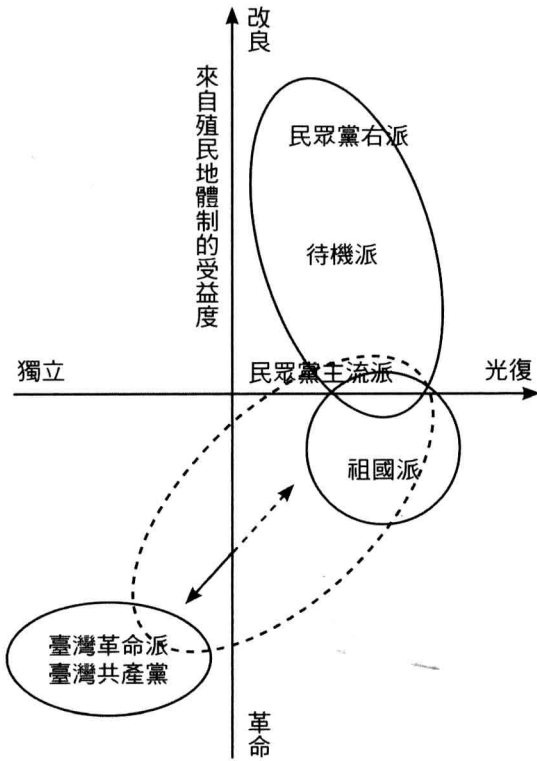 改良
來自殖民地體制的受益度
民眾黨右派
待機派
獨立
民眾黨主流派
光復
祖國派
臺灣革命派
臺灣共產黨
革命